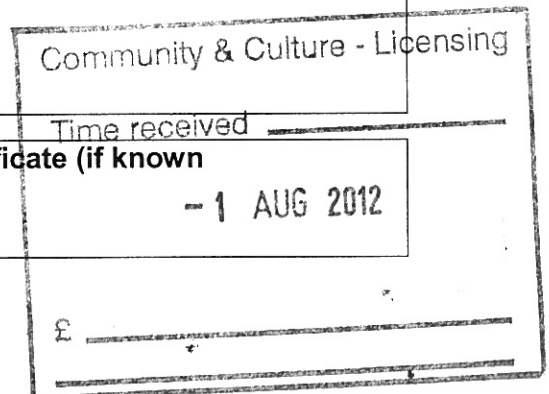 Community & Culture - Licensing
Time received
ficate (if known
- 1 AUG 2012
£